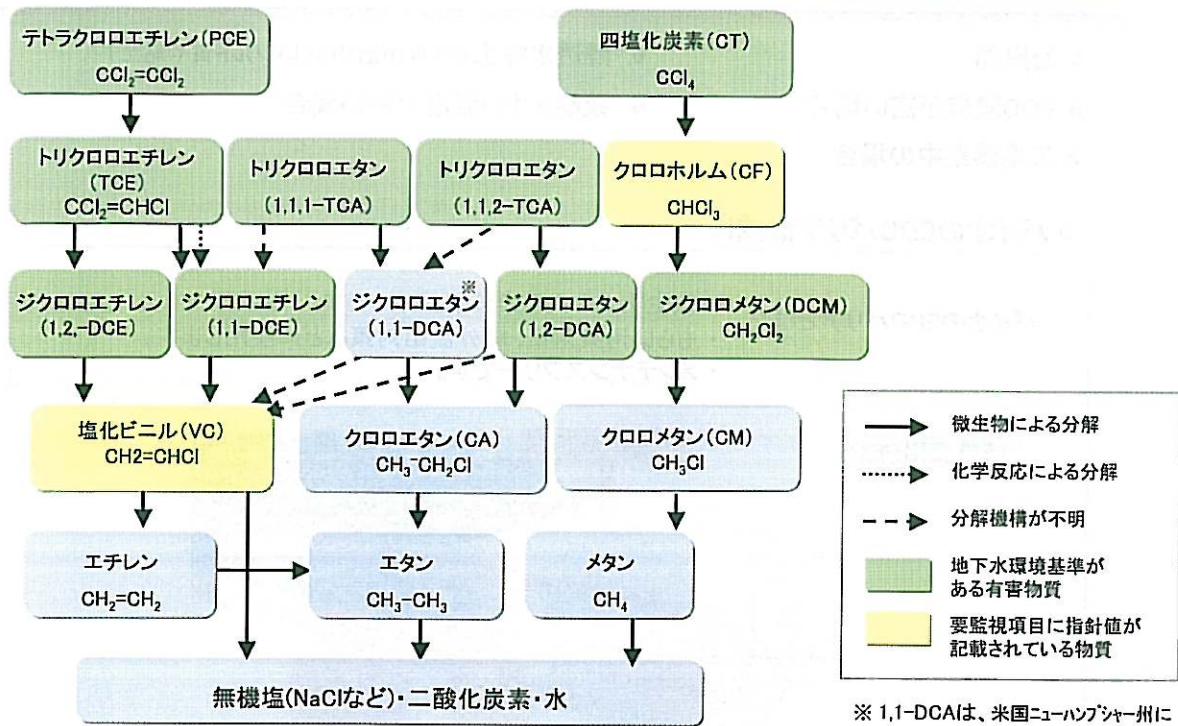 テトラクロロエチレン(PCE)
CCl₂=CCl₂
四塩化炭素(CT)
CCl₄
トリクロロエチレン
(TCE)
CCl₂=CHCl
トリクロロエタン
(1,1,1-TCA)
トリクロロエタン
(1,1,2-TCA)
クロロホルム(CF)
CHCl₃
ジクロロエチレン
(1,2,-DCE)
ジクロロエチレン
(1,1-DCE)
ジクロロエタン※
(1,1-DCA)
ジクロロエタン
(1,2-DCA)
ジクロロメタン(DCM)
CH₂Cl₂
塩化ビニル(VC)
CH2=CHCl
クロロエタン(CA)
CH₃-CH₂Cl
クロロメタン(CM)
CH₃Cl
エチレン
CH₂=CH₂
エタン
CH₃-CH₃
メタン
CH₄
無機塩(NaClなど)・二酸化炭素・水
微生物による分解
化学反応による分解
分解機構が不明
地下水環境基準が
ある有害物質
要監視項目に指針値が
記載されている物質
※ 1,1-DCAは、米国ニューハンプシャー州に